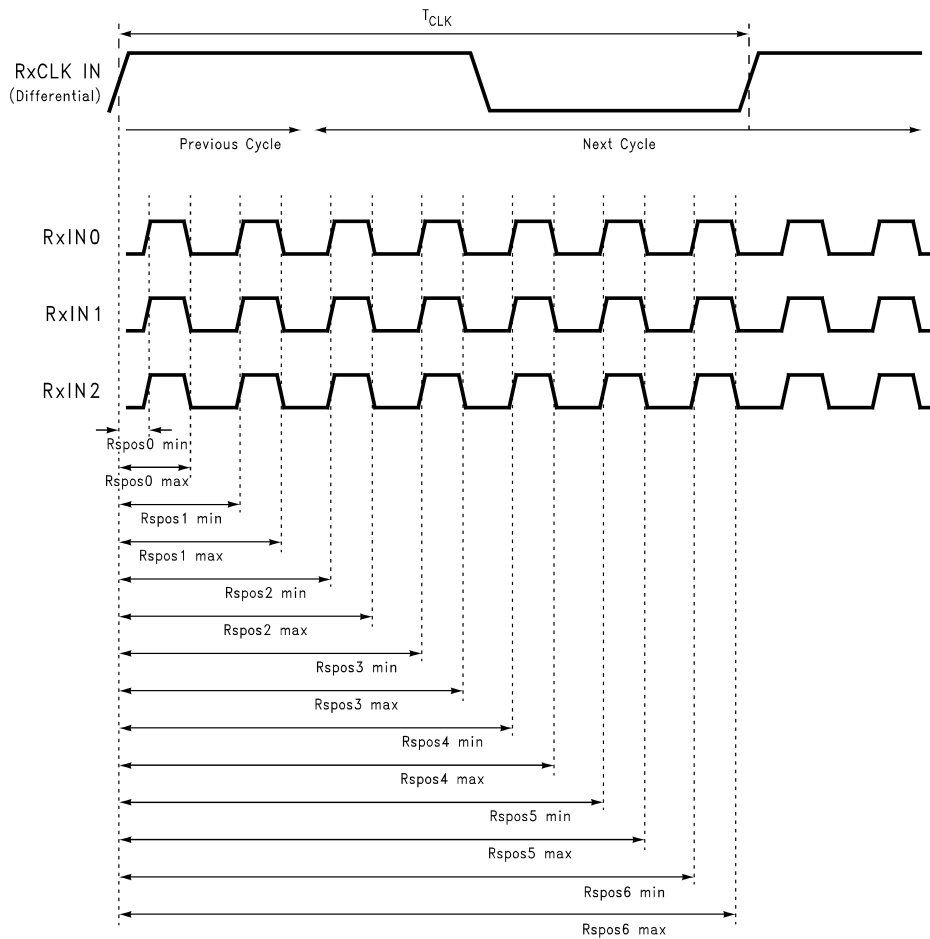 TCLK
RxCLK IN
(Differential)
Previous Cycle
Next Cycle
RxIN0
RxIN1
RxIN2
Rspos0 min
Rspos0 max
Rspos1 min
Rspos1 max
Rspos2 min
Rspos2 max
Rspos3 min
Rspos3 max
Rspos4 min
Rspos4 max
Rspos5 min
Rspos5 max
Rspos6 min
Rspos6 max